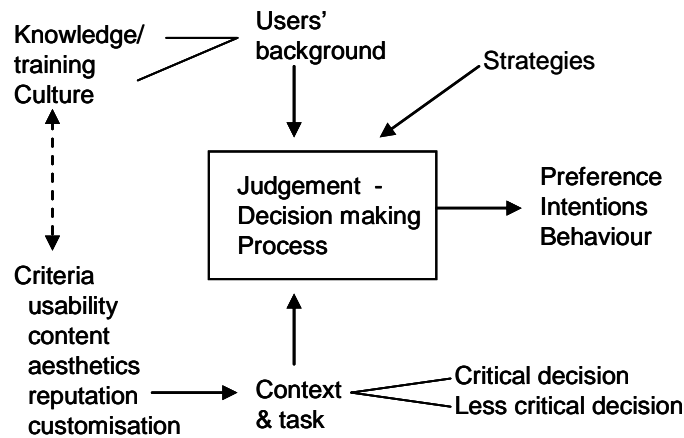 Knowledge/
training
Culture
Users'
background
Strategies
Judgement -
Decision making
Process
Preference
Intentions
Behaviour
Criteria
usability
content
aesthetics
reputation
customisation
Context
& task
Critical decision
Less critical decision